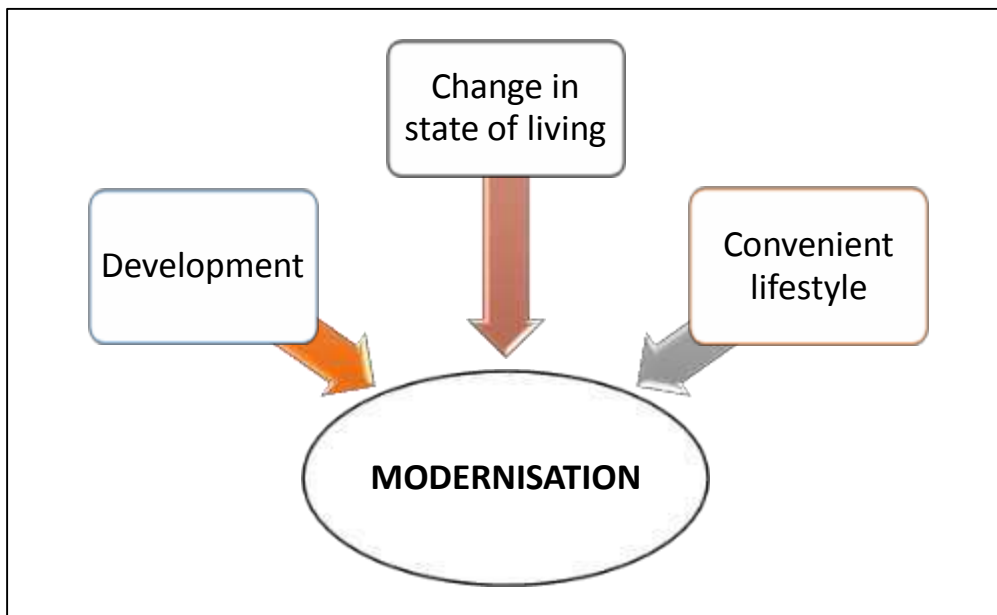 Change in
state of living
Development
Convenient
lifestyle
MODERNISATION